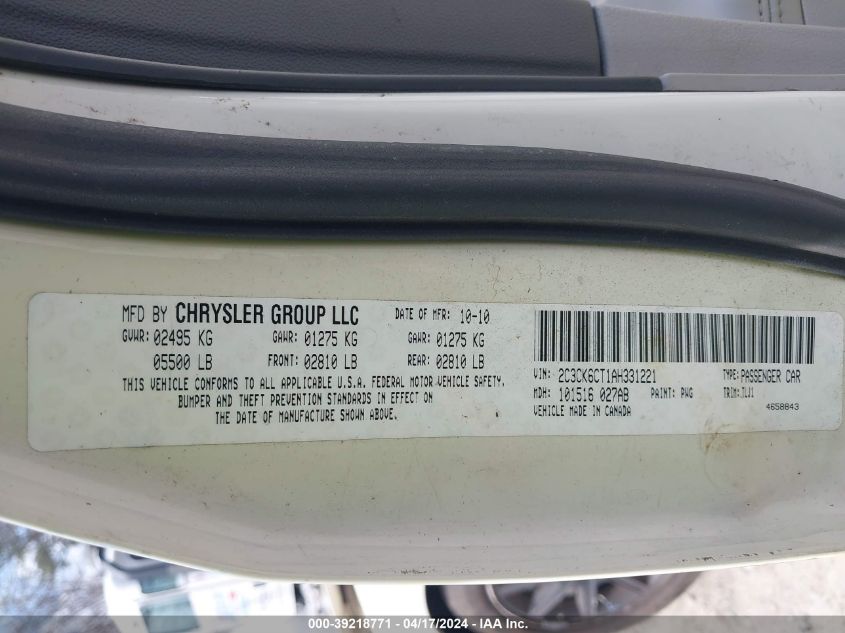 MFD BY CHRYSLER GROUP LLC DATE OF MFR: 10-10
GVWR: 02495 KG GAWR: 01275 KG GAWR: 01275 KG
05500 LB FRONT: 02810 LB REAR: 02810 LB
THIS VEHICLE CONFORMS TO ALL APPLICABLE U.S.A. FEDERAL MOTOR VEHICLE SAFETY,
BUMPER AND THEFT PREVENTION STANDARDS IN EFFECT ON
THE DATE OF MANUFACTURE SHOWN ABOVE.
VIN: 2C3CK6CT1AH331221 TYPE: PASSENGER CAR
MDH: 101516 027AB PAINT: PWG TRIM: JLJ1
VEHICLE MADE IN CANADA 4658843
000-39218771 - 04/17/2024 - IAA Inc.